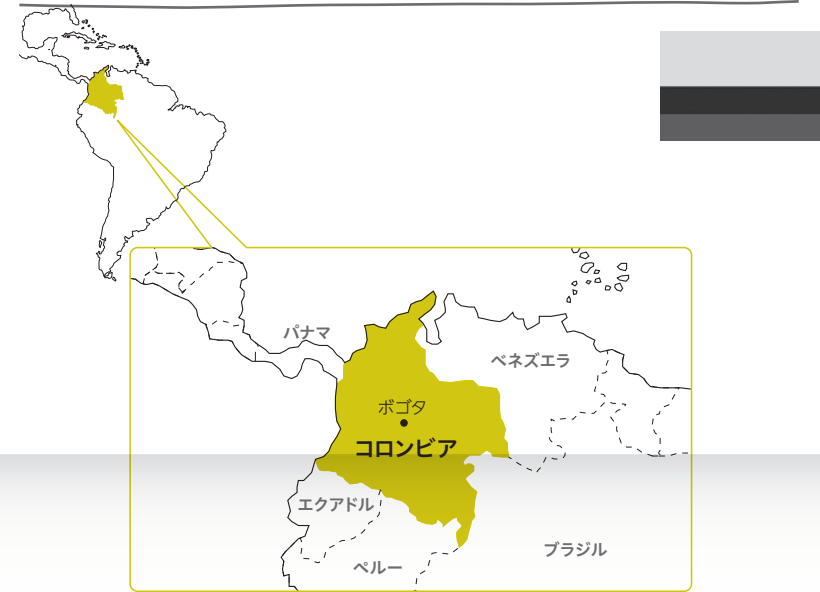 パナマ
ベネズエラ
ボゴタ
コロンビア
エクアドル
ブラジル
ペルー